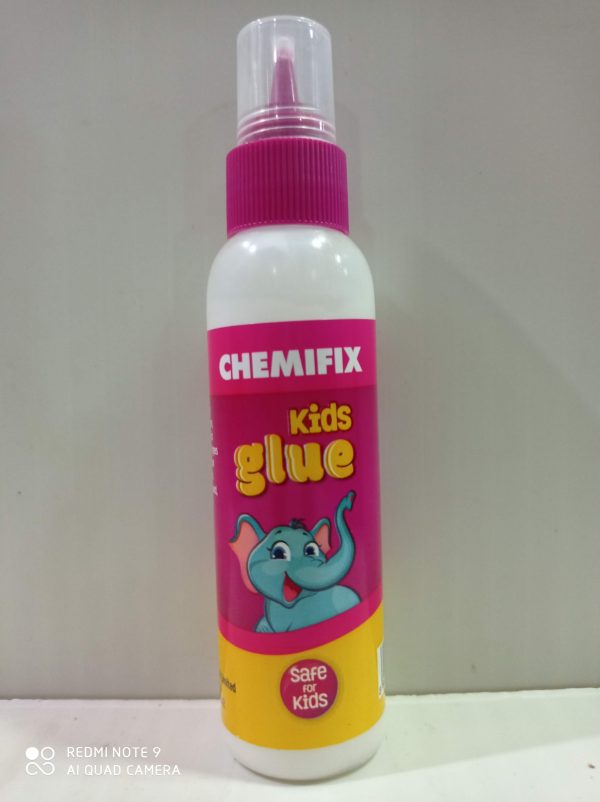 CHEMIFIX
Kids
glue
Safe
for
Kids
REDMI NOTE 9
AI QUAD CAMERA